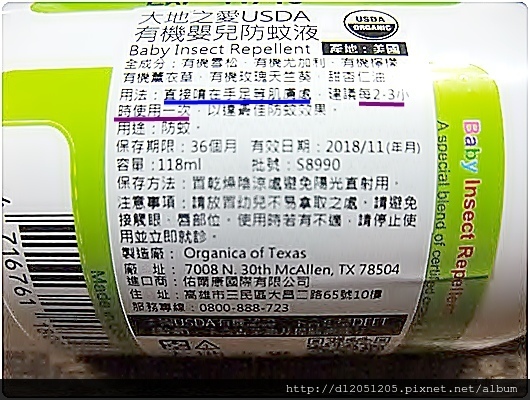 大地之愛USDA
有機嬰兒防蚊液
USDA
ORGANIC
Baby Insect Repellent 產地:美國
全成分:有機雪松、有機尤加利、有機檸檬
有機薰衣草、有機玫瑰天竺葵、甜杏仁油
用法:直接噴在手足等肌膚處,建議每2-3小
時使用一次,以達最佳防蚊效果。
用途:防蚊。
保存期限:36個月 有效日期:2018/11(年月)
容量:118ml 批號:S8990
保存方法:置乾燥陰涼處避免陽光直射用。
注意事項:請放置幼兒不易拿取之處,請避免
接觸眼、唇部位。使用時若有不適,請停止使
用並立即就診。
製造廠: Organica of Texas
廠 址: 7008 N. 30th McAllen, TX 78504
進口商:佑爾康國際有限公司
住 址:高雄市三民區大昌二路65號10樓
服務專線:0800-888-723
Baby Insect Repellent
A special blend of certified
Made in
4 716761
http://d12051205.pixnet.net/album